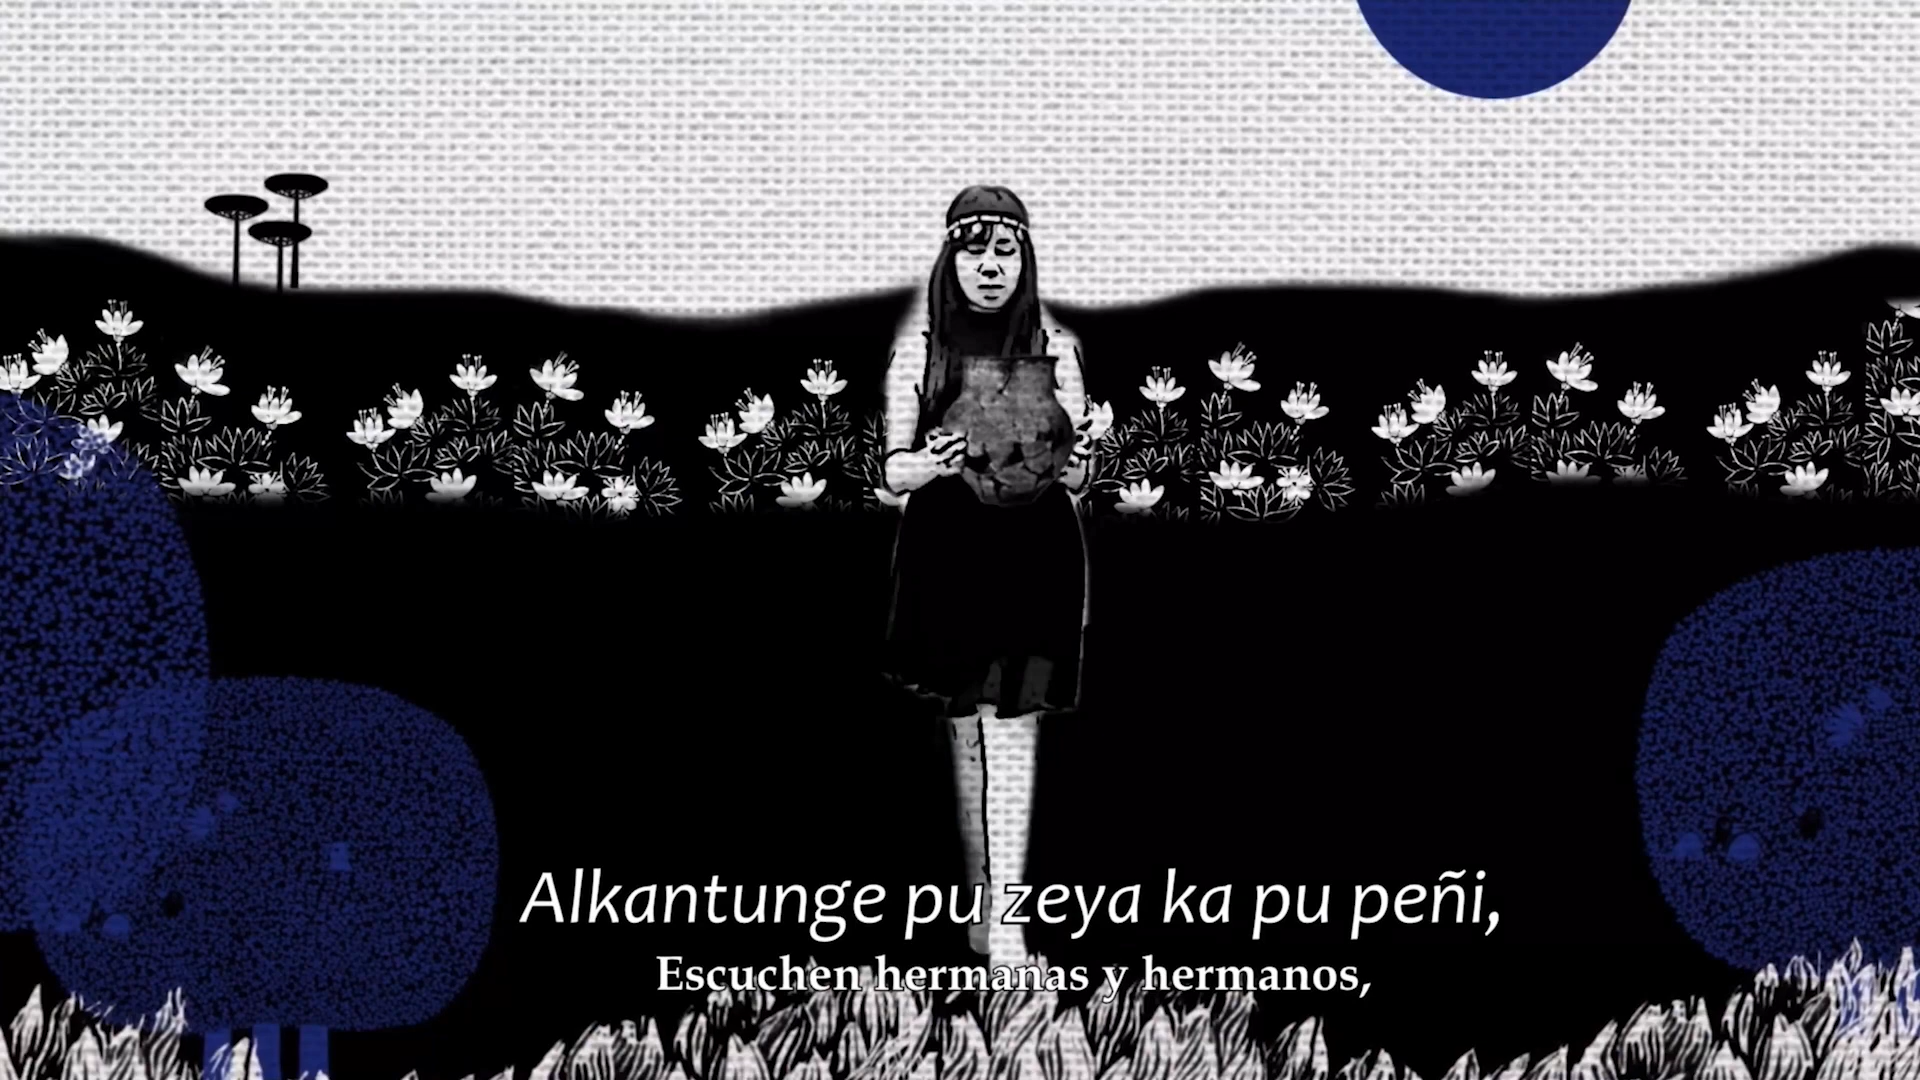 Alkantunge pu zeya ka pu peñi,
Escuchen hermanas y hermanos,